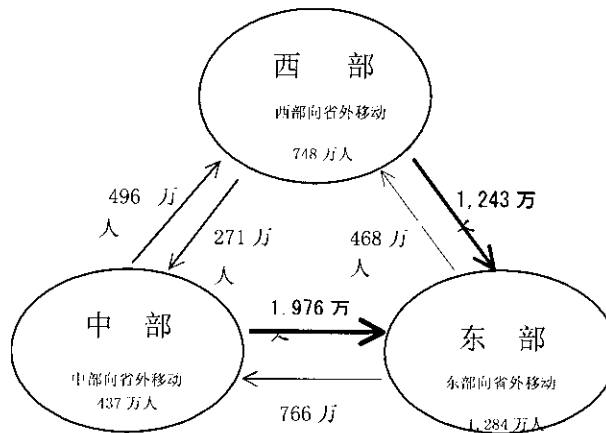 西 部
西部向省外移动
748 万人
496 万
人
271 万
人
468 万
人
1,243 万
人
中 部
中部向省外移动
437 万人
1.976 万
人
东 部
东部向省外移动
1,284 万人
766 万